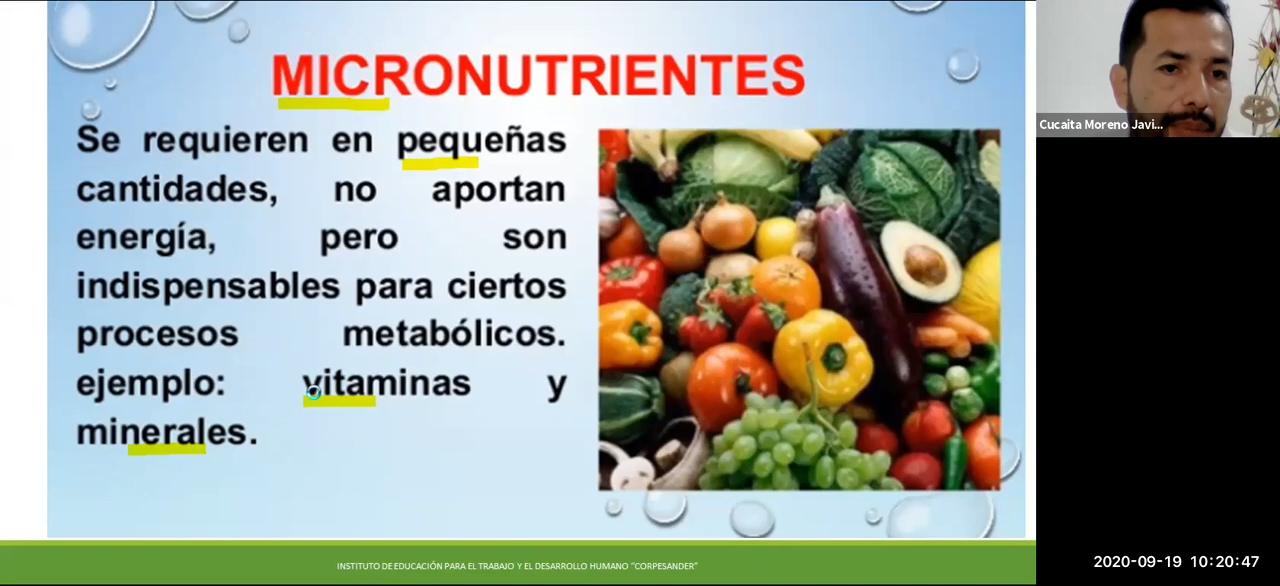 MICRONUTRIENTES
Se requieren en pequeñas
cantidades, no aportan
energía, pero son
indispensables para ciertos
procesos metabólicos.
ejemplo: vitaminas y
minerales.
INSTITUTO DE EDUCACIÓN PARA EL TRABAJO Y EL DESARROLLO HUMANO “CORPESANDER”
Cucaita Moreno Javi...
2020-09-19 10:20:47